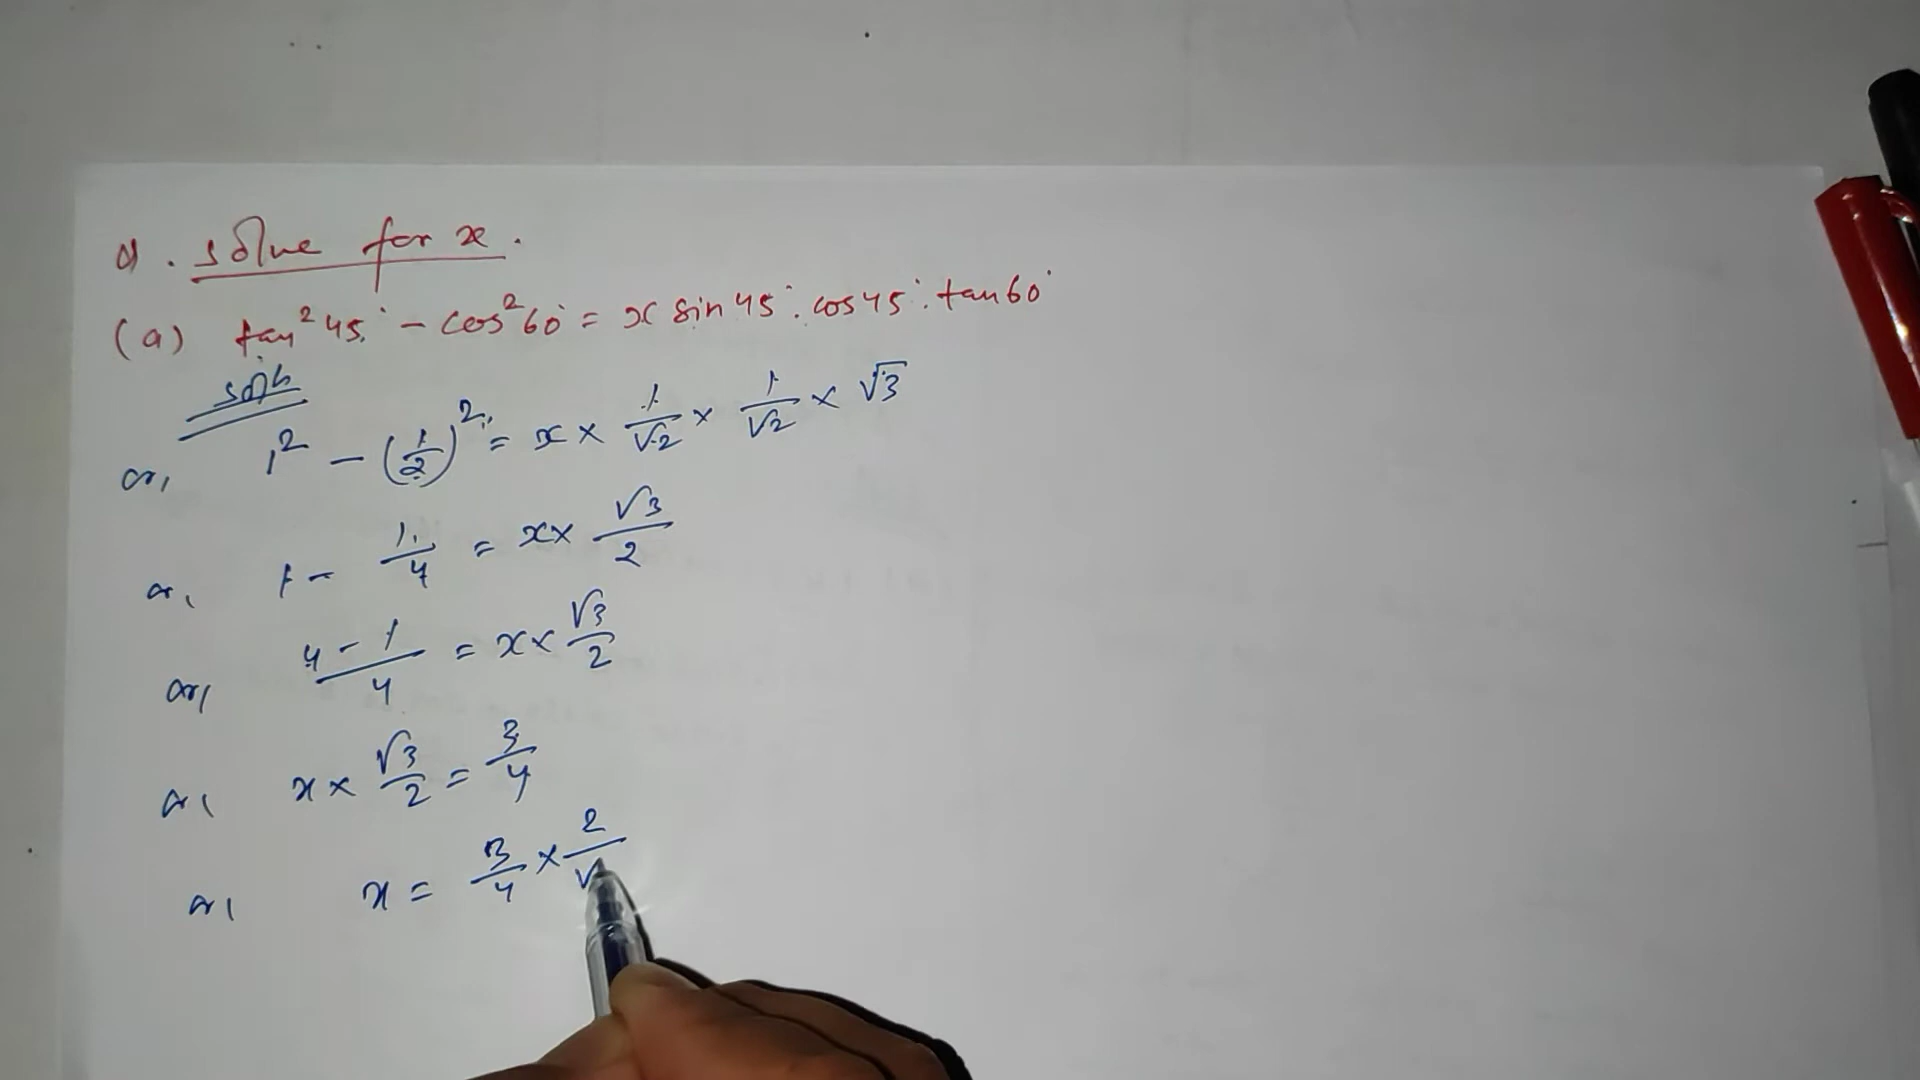 Q. solve for x.
(a) tan²45° - cos²60° = x sin45°. cos45°. tan60°
soln
or, 1² - (1/2)² = x × 1/√2 × 1/√2 × √3
or, 1 - 1/4 = x × √3/2
or, (4 - 1)/4 = x × √3/2
or, x × √3/2 = 3/4
or, x = 3/4 × 2/√